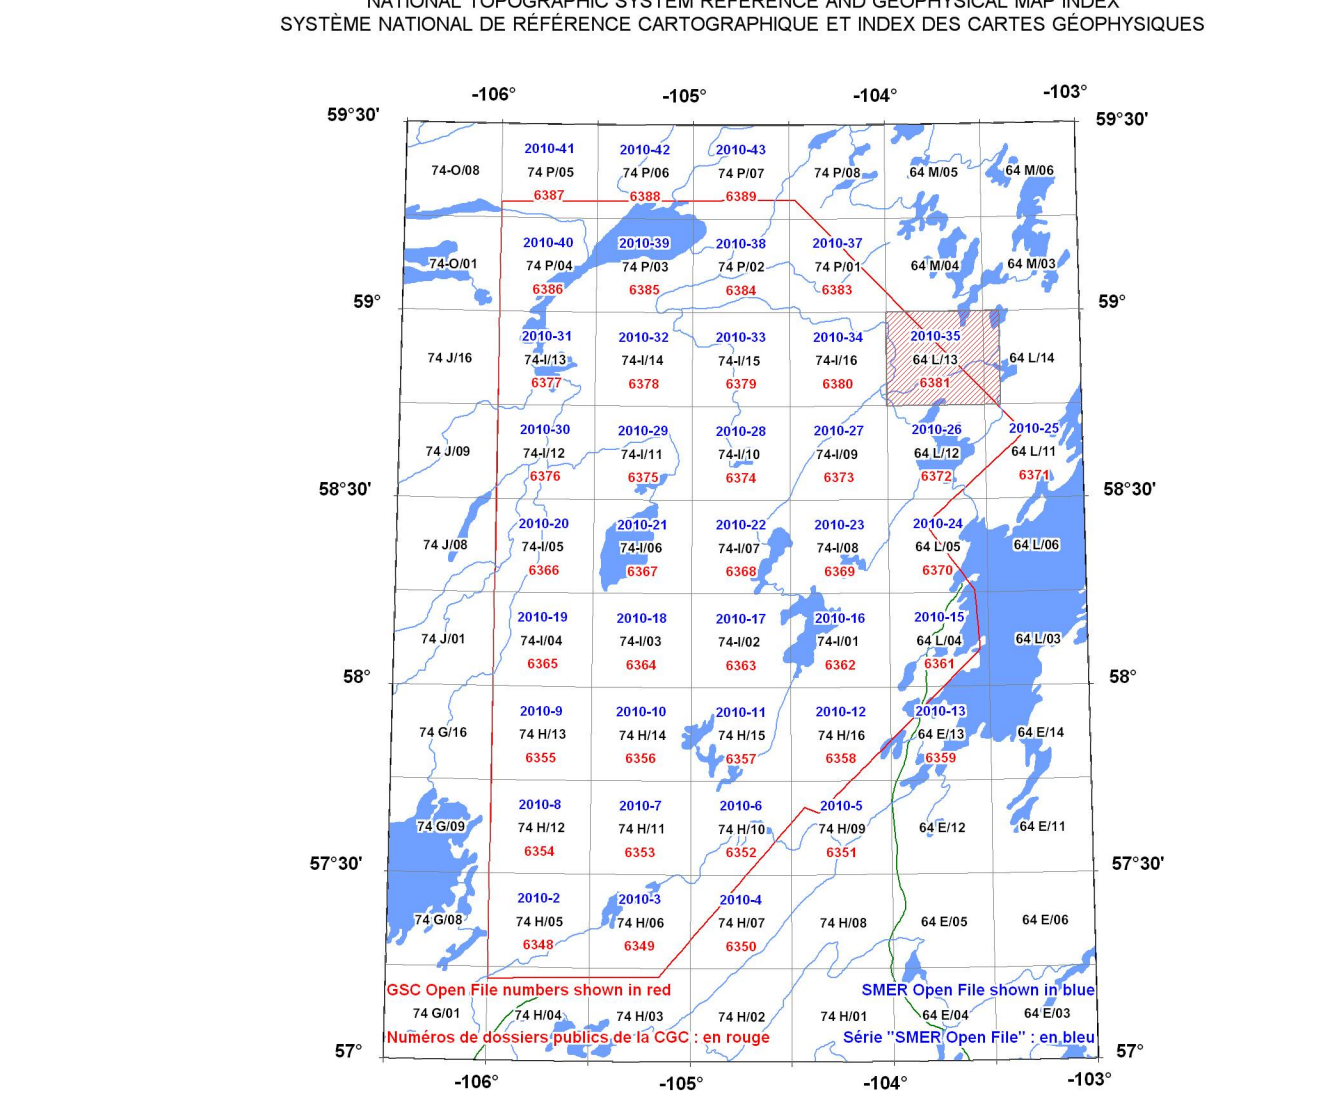 NATIONAL TOPOGRAPHIC SYSTEM REFERENCE AND GEOPHYSICAL MAP INDEX
SYSTÈME NATIONAL DE RÉFÉRENCE CARTOGRAPHIQUE ET INDEX DES CARTES GÉOPHYSIQUES
-106° -105° -104° -103°
59°30' 59°30'
2010-41 2010-42 2010-43
74-O/08 74 P/05 74 P/06 74 P/07 74 P/08 64 M/05 64 M/06
6387 6388 6389
2010-40 2010-39 2010-38 2010-37
74-O/01 74 P/04 74 P/03 74 P/02 74 P/01 64 M/04 64 M/03
6386 6385 6384 6383
59° 59°
2010-31 2010-32 2010-33 2010-34 2010-35
74 J/16 74-I/13 74-I/14 74-I/15 74-I/16 64 L/13 64 L/14
6377 6378 6379 6380 6381
2010-30 2010-29 2010-28 2010-27 2010-26 2010-25
74 J/09 74-I/12 74-I/11 74-I/10 74-I/09 64 L/12 64 L/11
6376 6375 6374 6373 6372 6371
58°30' 58°30'
2010-20 2010-21 2010-22 2010-23 2010-24
74 J/08 74-I/05 74-I/06 74-I/07 74-I/08 64 L/05 64 L/06
6366 6367 6368 6369 6370
2010-19 2010-18 2010-17 2010-16 2010-15
74 J/01 74-I/04 74-I/03 74-I/02 74-I/01 64 L/04 64 L/03
6365 6364 6363 6362 6361
58° 58°
2010-9 2010-10 2010-11 2010-12 2010-13
74 G/16 74 H/13 74 H/14 74 H/15 74 H/16 64 E/13 64 E/14
6355 6356 6357 6358 6359
2010-8 2010-7 2010-6 2010-5
74 G/09 74 H/12 74 H/11 74 H/10 74 H/09 64 E/12 64 E/11
6354 6353 6352 6351
57°30' 57°30'
2010-2 2010-3 2010-4
74 G/08 74 H/05 74 H/06 74 H/07 74 H/08 64 E/05 64 E/06
6348 6349 6350
GSC Open File numbers shown in red SMER Open File shown in blue
74 G/01 74 H/04 74 H/03 74 H/02 74 H/01 64 E/04 64 E/03
Numéros de dossiers publics de la CGC : en rouge Série "SMER Open File" : en bleu
57° 57°
-106° -105° -104° -103°